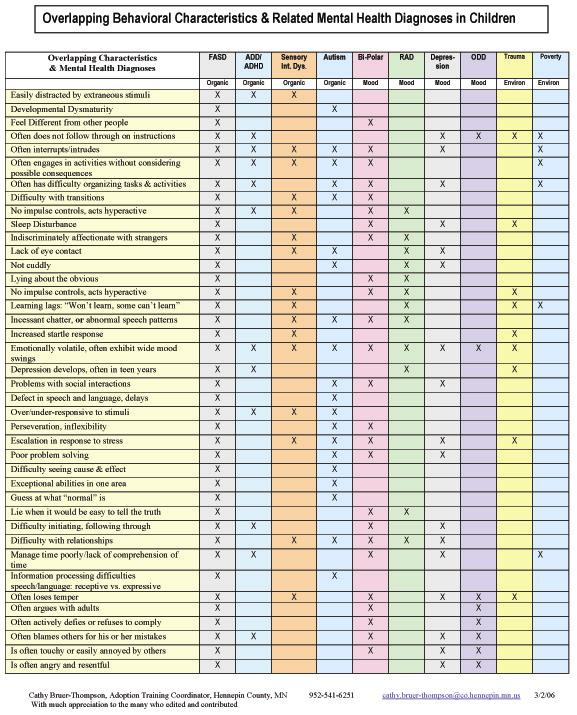 Overlapping Behavioral Characteristics & Related Mental Health Diagnoses in Children
Overlapping Characteristics & Mental Health Diagnoses FASD ADD/ADHD Sensory Int. Dys. Autism Bi-Polar RAD Depres-sion ODD Trauma Poverty
Organic Organic Organic Organic Mood Mood Mood Mood Environ Environ
Easily distracted by extraneous stimuli X X X
Developmental Dysmaturity X X
Feel Different from other people X X
Often does not follow through on instructions X X X X X X
Often interrupts/intrudes X X X X X X X
Often engages in activities without considering
possible consequences X X X X X X
Often has difficulty organizing tasks & activities X X X X X X
Difficulty with transitions X X X X
No impulse controls, acts hyperactive X X X X X
Sleep Disturbance X X X X
Indiscriminately affectionate with strangers X X X X
Lack of eye contact X X X X X
Not cuddly X X X X
Lying about the obvious X X X
No impulse controls, acts hyperactive X X X X X
Learning lags: “Won’t learn, some can’t learn” X X X X X
Incessant chatter, or abnormal speech patterns X X X X X
Increased startle response X X X
Emotionally volatile, often exhibit wide mood
swings X X X X X X X X X
Depression develops, often in teen years X X X X
Problems with social interactions X X X X
Defect in speech and language, delays X X
Over/under-responsive to stimuli X X X X
Perseveration, inflexibility X X X
Escalation in response to stress X X X X X X
Poor problem solving X X X X
Difficulty seeing cause & effect X X
Exceptional abilities in one area X X
Guess at what “normal” is X X
Lie when it would be easy to tell the truth X X X
Difficulty initiating, following through X X X X
Difficulty with relationships X X X X X X
Manage time poorly/lack of comprehension of
time X X X X X
Information processing difficulties
speech/language: receptive vs. expressive X X
Often loses temper X X X X X X
Often argues with adults X X X
Often actively defies or refuses to comply X X X
Often blames others for his or her mistakes X X X X X
Is often touchy or easily annoyed by others X X X X
Is often angry and resentful X X X
Cathy Bruer-Thompson, Adoption Training Coordinator, Hennepin County, MN 952-541-6251 cathy.bruer-thompson@co.hennepin.mn.us 3/2/06
With much appreciation to the many who edited and contributed